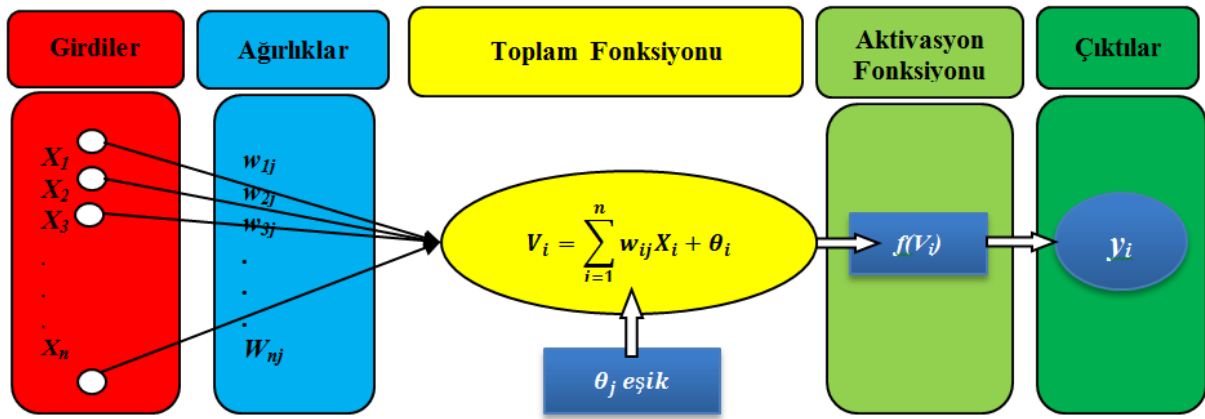 Girdiler
Ağırlıklar
Toplam Fonksiyonu
Aktivasyon
Fonksiyonu
Çıktılar
X₁
X₂
X₃
.
.
.
Xₙ
w₁ⱼ
w₂ⱼ
w₃ⱼ
.
.
.
Wₙⱼ
Vᵢ = ∑ⁿᵢ₌₁ wᵢⱼXᵢ + θᵢ
θⱼ eşik
f(Vᵢ)
yᵢ